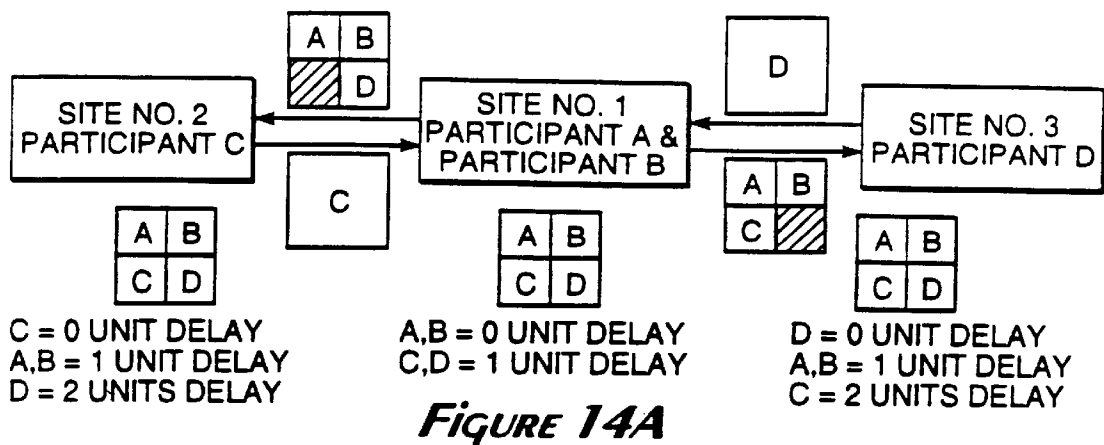 A B
D
D
SITE NO. 2
PARTICIPANT C
SITE NO. 1
PARTICIPANT A &
PARTICIPANT B
SITE NO. 3
PARTICIPANT D
C
A B
C
A B
C D
A B
C D
A B
C D
C = 0 UNIT DELAY
A,B = 1 UNIT DELAY
D = 2 UNITS DELAY
A,B = 0 UNIT DELAY
C,D = 1 UNIT DELAY
D = 0 UNIT DELAY
A,B = 1 UNIT DELAY
C = 2 UNITS DELAY
FIGURE 14A